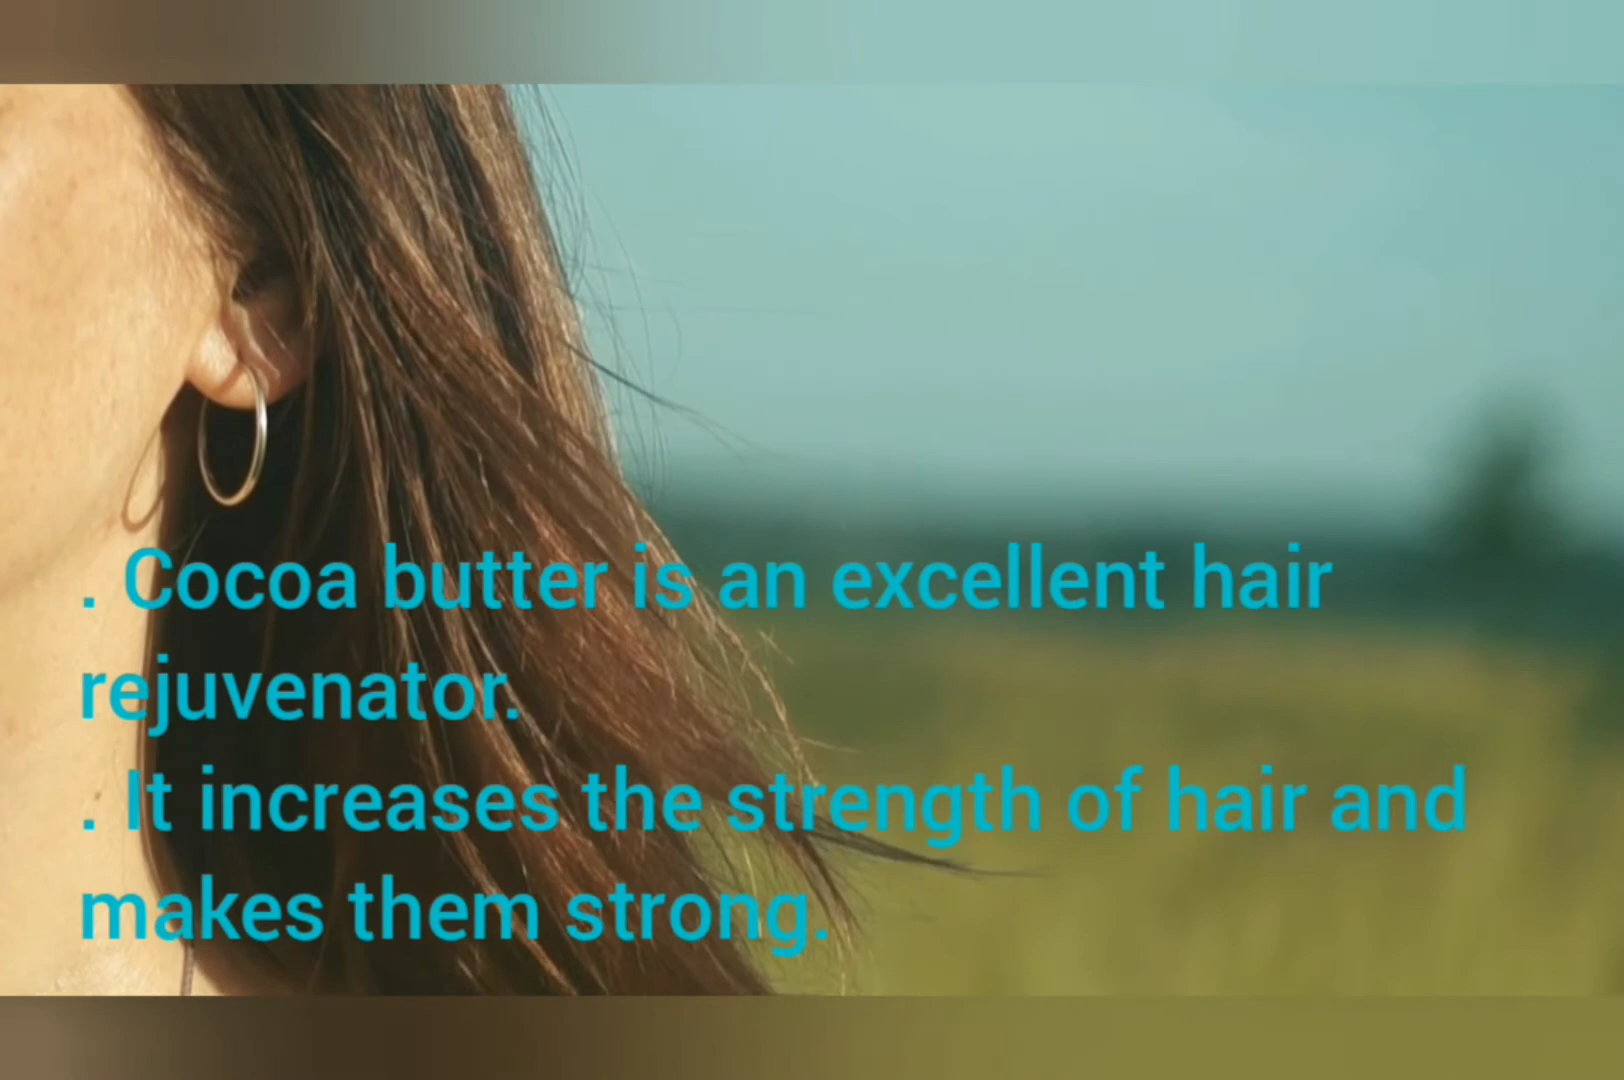 . Cocoa butter is an excellent hair
rejuvenator.
. It increases the strength of hair and
makes them strong.